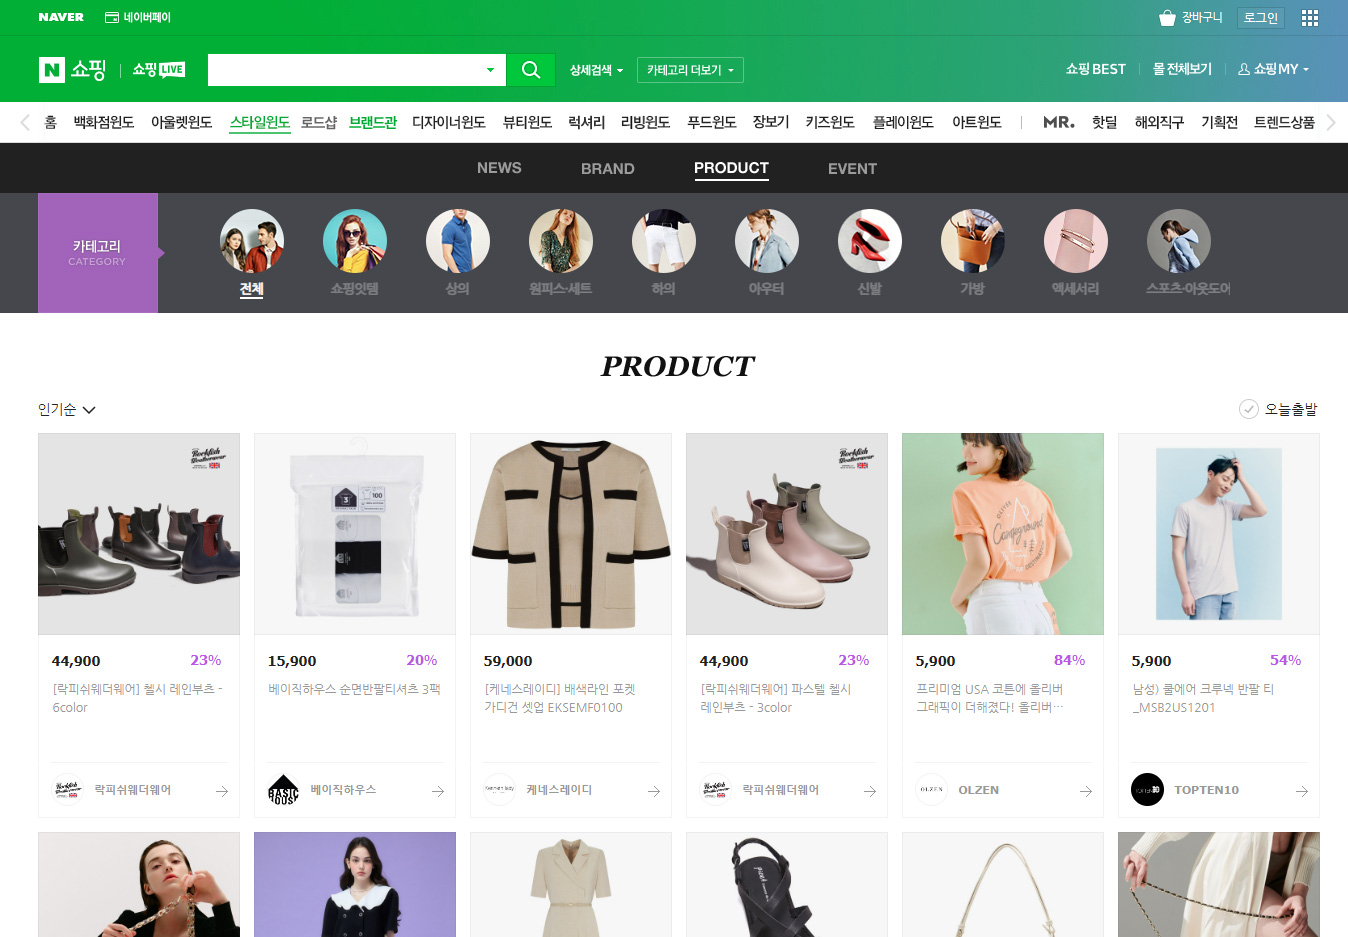 NAVER 네이버페이 장바구니 로그인
N 쇼핑 쇼핑 LIVE 상세검색 카테고리 더보기 쇼핑 BEST 몰 전체보기 쇼핑 MY
홈 백화점윈도 아울렛윈도 스타일윈도 로드샵 브랜드관 디자이너윈도 뷰티윈도 럭셔리 리빙윈도 푸드윈도 장보기 키즈윈도 플레이윈도 아트윈도 MR. 핫딜 해외직구 기획전 트렌드상품
NEWS BRAND PRODUCT EVENT
카테고리
CATEGORY
전체 쇼핑잇템 상의 원피스·세트 하의 아우터 신발 가방 액세서리 스포츠·아웃도어
PRODUCT
인기순 오늘출발
Rockfish Weatherwear
3 100
Rockfish Weatherwear
Campground
44,900 23%
[락피쉬웨더웨어] 첼시 레인부츠 -
6color
락피쉬웨더웨어
15,900 20%
베이직하우스 순면반팔티셔츠 3팩
BASIC HOUSE
베이직하우스
59,000
[케네스레이디] 배색라인 포켓
가디건 셋업 EKSEMF0100
케네스레이디
44,900 23%
[락피쉬웨더웨어] 파스텔 첼시
레인부츠 - 3color
락피쉬웨더웨어
5,900 84%
프리미엄 USA 코튼에 올리버
그래픽이 더해졌다! 올리버…
OLZEN
OLZEN
5,900 54%
남성) 쿨에어 크루넥 반팔 티
_MSB2US1201
TOPTEN10
TOPTEN10